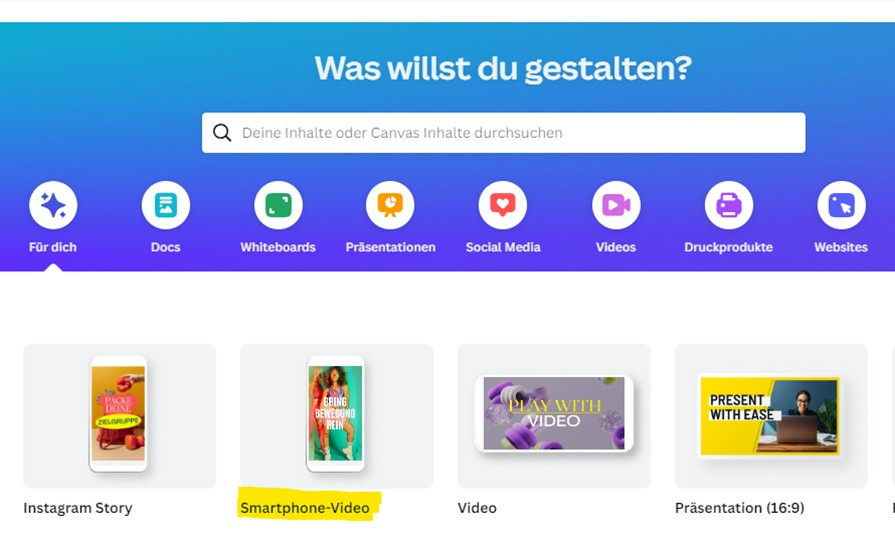 Was willst du gestalten?
Deine Inhalte oder Canvas Inhalte durchsuchen
Für dich
Docs
Whiteboards
Präsentationen
Social Media
Videos
Druckprodukte
Websites
PACKE
DEINE
ZIELGRUPPE
BRING
BEWEGUNG
REIN
PLAY WITH
VIDEO
PRESENT
WITH EASE
Instagram Story
Smartphone-Video
Video
Präsentation (16:9)